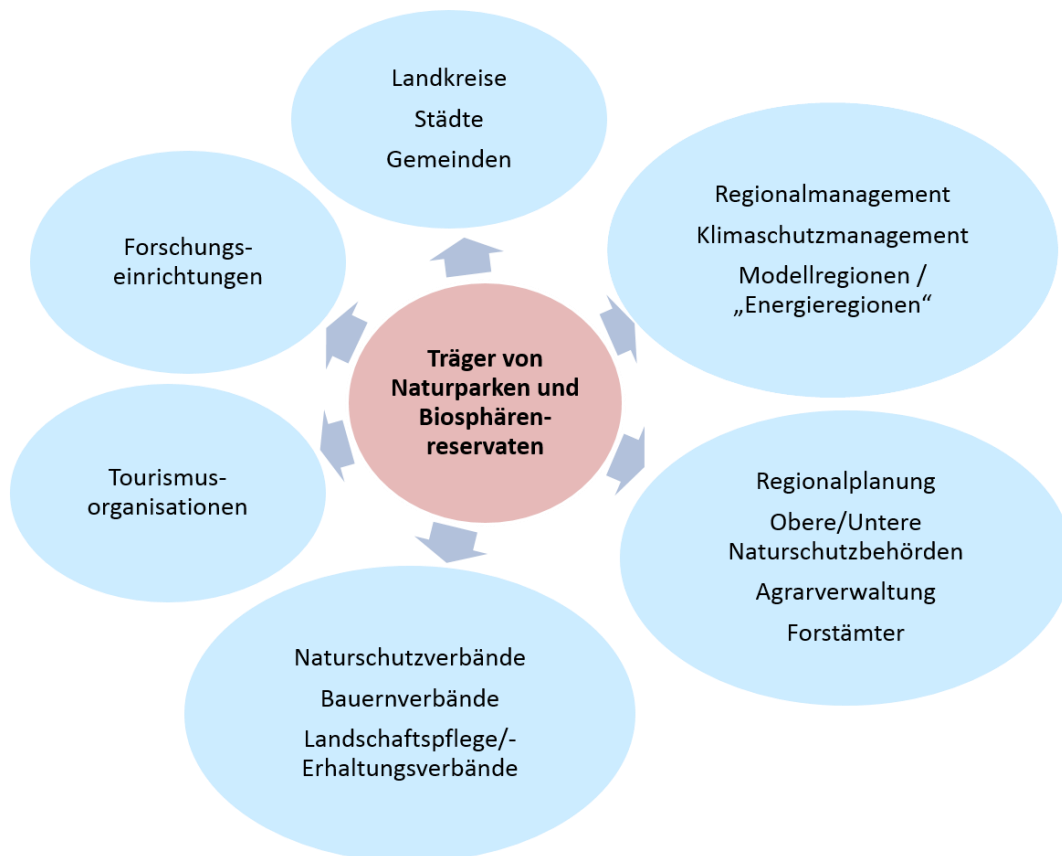 Landkreise
Städte
Gemeinden
Regionalmanagement
Klimaschutzmanagement
Modellregionen /
„Energieregionen“
Forschungs-
einrichtungen
Träger von
Naturparken und
Biosphären-
reservaten
Tourismus-
organisationen
Regionalplanung
Obere/Untere
Naturschutzbehörden
Agrarverwaltung
Forstämter
Naturschutzverbände
Bauernverbände
Landschaftspflege/-
Erhaltungsverbände